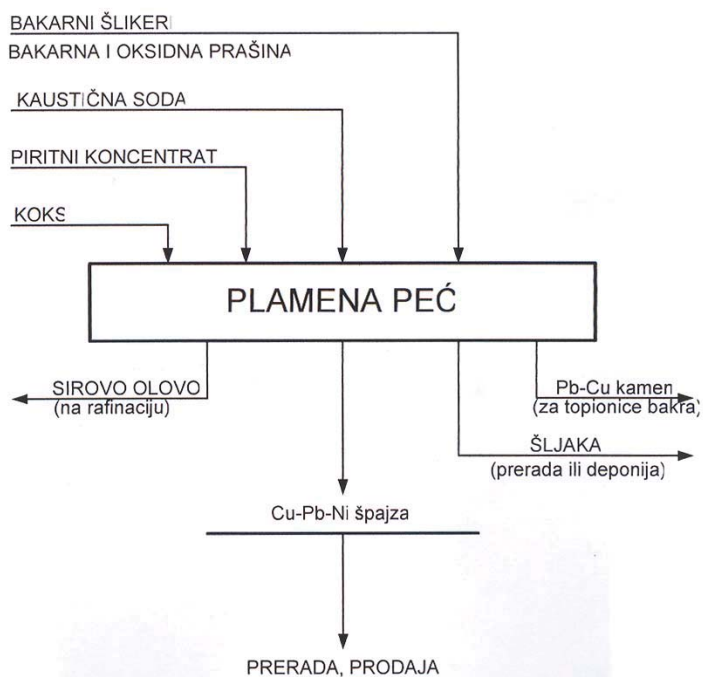 BAKARNI ŠLIKERI
BAKARNA I OKSIDNA PRAŠINA
KAUSTIČNA SODA
PIRITNI KONCENTRAT
KOKS
PLAMENA PEĆ
SIROVO OLOVO
(na rafinaciju)
Pb-Cu kamen
(za topionice bakra)
ŠLJAKA
(prerada ili deponija)
Cu-Pb-Ni špajza
PRERADA, PRODAJA